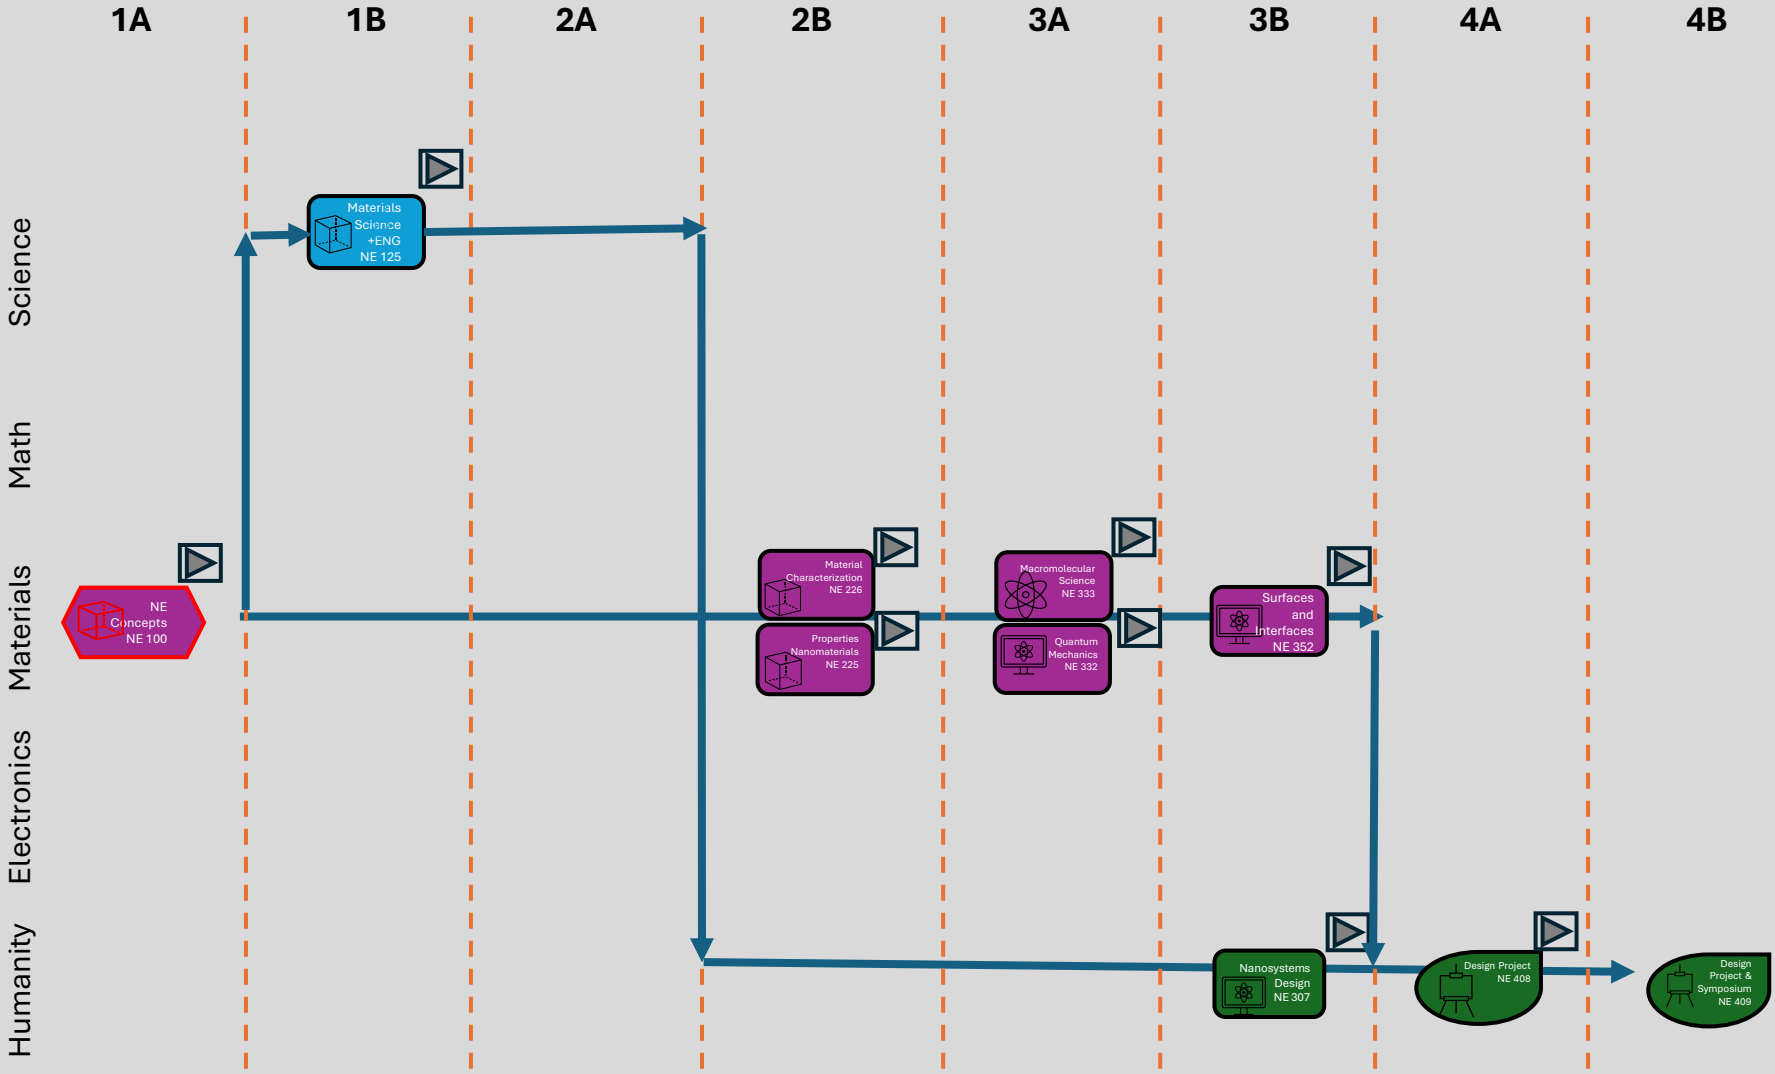 1A
1B
2A
2B
3A
3B
4A
4B
Science
Math
Materials
Electronics
Humanity
Materials
Science
+ENG
NE 125
NE
Concepts
NE 100
Material
Characterization
NE 226
Properties
Nanomaterials
NE 225
Macromolecular
Science
NE 333
Quantum
Mechanics
NE 332
Surfaces
and
Interfaces
NE 352
Nanosystems
Design
NE 307
Design Project
NE 408
Design
Project &
Symposium
NE 409